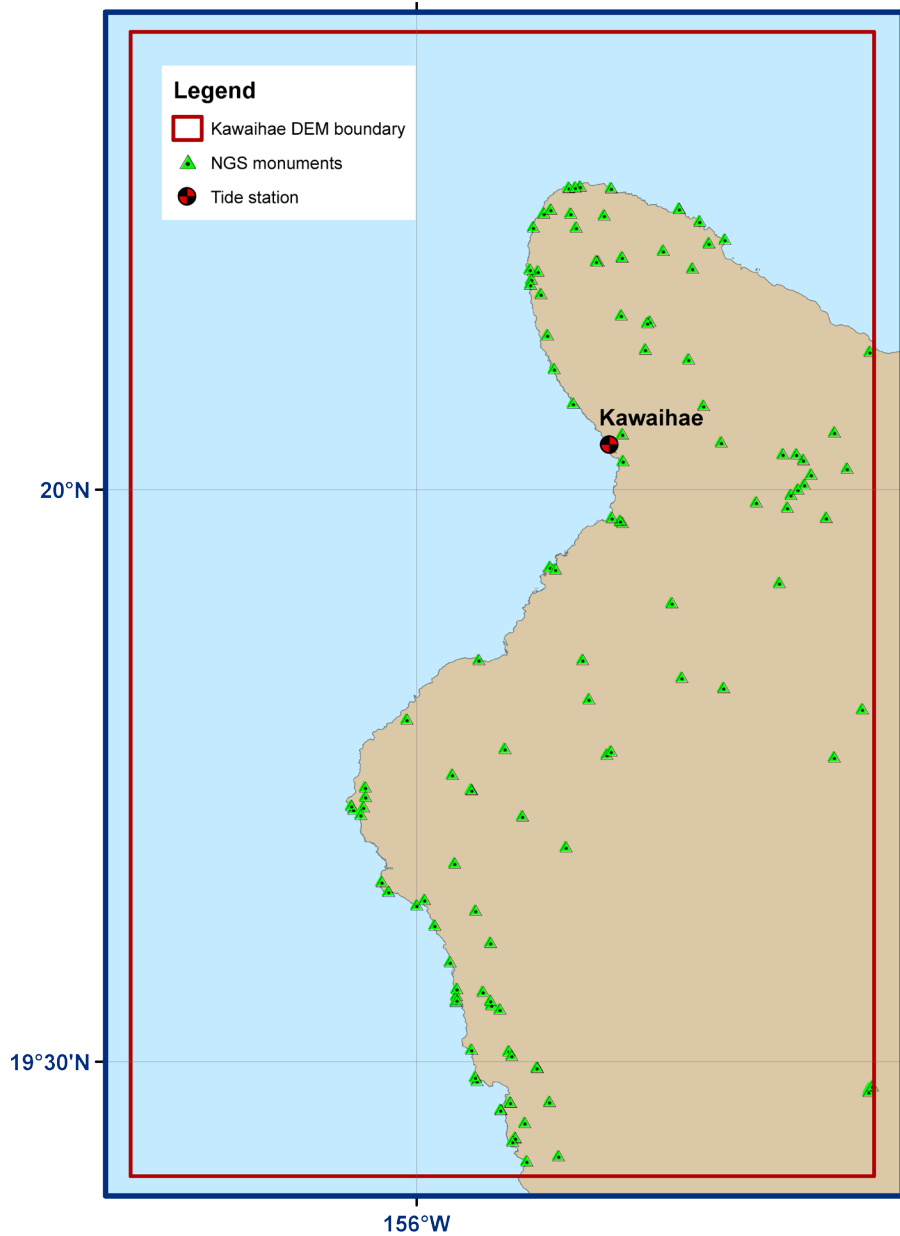 Legend
Kawaihae DEM boundary
NGS monuments
Tide station
Kawaihae
20°N
19°30'N
156°W